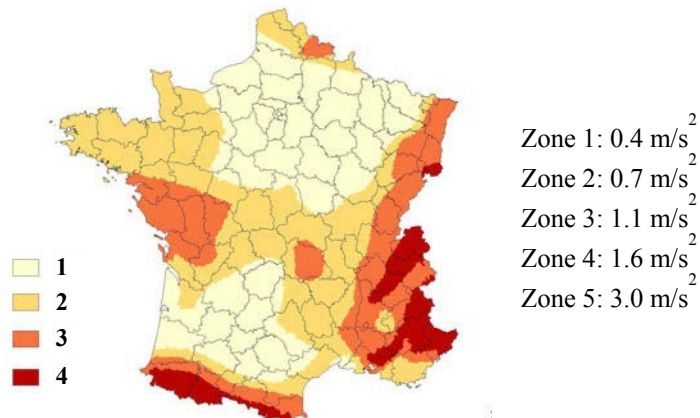 1
2
3
4
Zone 1: 0.4 m/s²
Zone 2: 0.7 m/s²
Zone 3: 1.1 m/s²
Zone 4: 1.6 m/s²
Zone 5: 3.0 m/s²